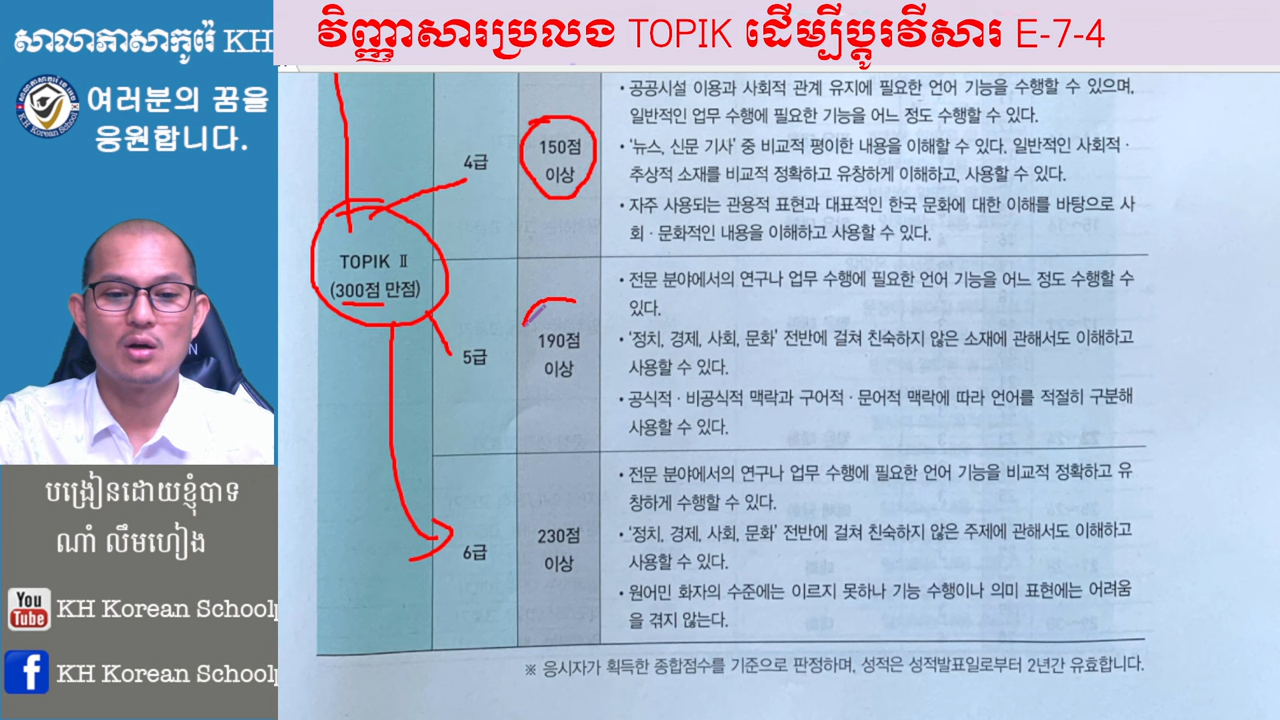 សាលាភាសាកូរ៉េ KH
វិញ្ញាសារប្រលង TOPIK ដើម្បីប្តូរវីសារ E-7-4
KH Korean School
여러분의 꿈을
응원합니다.
· 공공시설 이용과 사회적 관계 유지에 필요한 언어 기능을 수행할 수 있으며,
일반적인 업무 수행에 필요한 기능을 어느 정도 수행할 수 있다.
4급
150점
이상
· ‘뉴스, 신문 기사’ 중 비교적 평이한 내용을 이해할 수 있다. 일반적인 사회적 ·
추상적 소재를 비교적 정확하고 유창하게 이해하고, 사용할 수 있다.
· 자주 사용되는 관용적 표현과 대표적인 한국 문화에 대한 이해를 바탕으로 사
회 · 문화적인 내용을 이해하고 사용할 수 있다.
TOPIK Ⅱ
(300점 만점)
5급
190점
이상
· 전문 분야에서의 연구나 업무 수행에 필요한 언어 기능을 어느 정도 수행할 수
있다.
· ‘정치, 경제, 사회, 문화’ 전반에 걸쳐 친숙하지 않은 소재에 관해서도 이해하고
사용할 수 있다.
· 공식적 · 비공식적 맥락과 구어적 · 문어적 맥락에 따라 언어를 적절히 구분해
사용할 수 있다.
6급
230점
이상
· 전문 분야에서의 연구나 업무 수행에 필요한 언어 기능을 비교적 정확하고 유
창하게 수행할 수 있다.
· ‘정치, 경제, 사회, 문화’ 전반에 걸쳐 친숙하지 않은 주제에 관해서도 이해하고
사용할 수 있다.
· 원어민 화자의 수준에는 이르지 못하나 기능 수행이나 의미 표현에는 어려움
을 겪지 않는다.
※ 응시자가 획득한 종합점수를 기준으로 판정하며, 성적은 성적발표일로부터 2년간 유효합니다.
បង្រៀនដោយខ្ញុំបាទ
ណាំ លឹមហៀង
You
Tube
KH Korean School
KH Korean School